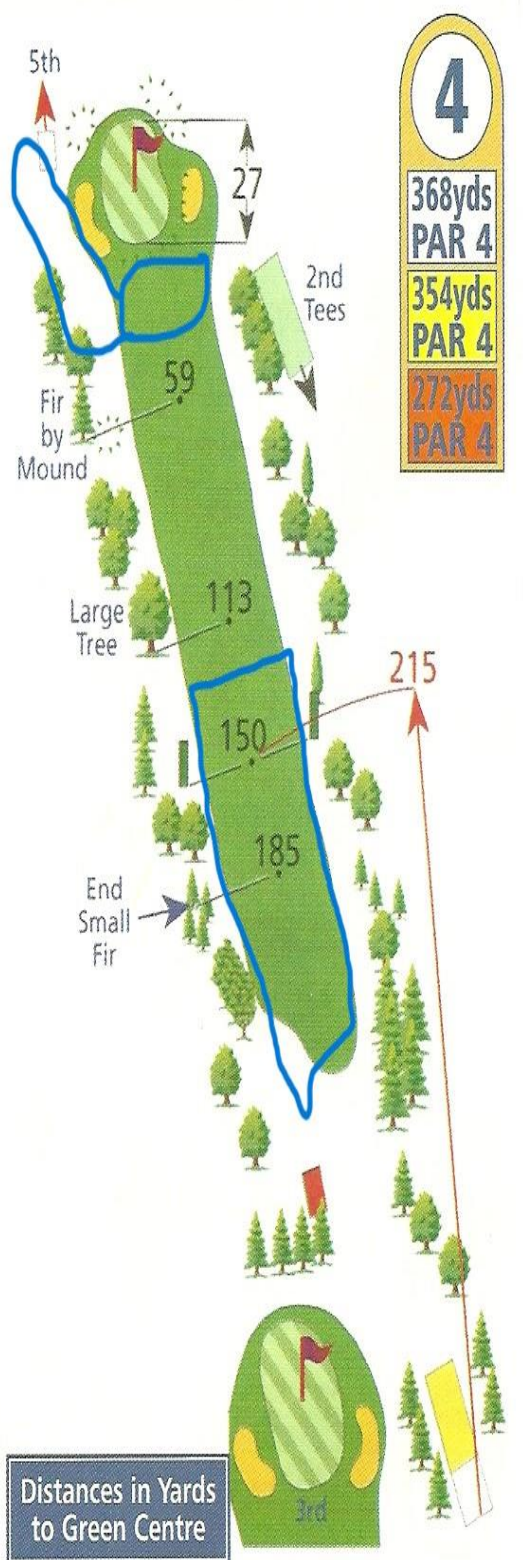 5th
4
368yds
PAR 4
354yds
PAR 4
272yds
PAR 4
27
2nd
Tees
59
Fir
by
Mound
113
Large
Tree
215
150
185
End
Small
Fir
3rd
Distances in Yards
to Green Centre